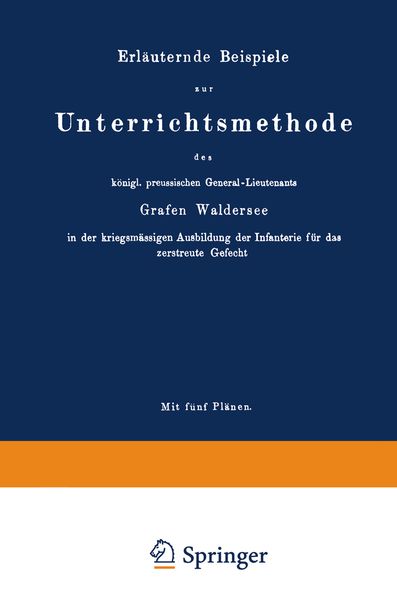 Erläuternde Beispiele
zur
Unterrichtsmethode
des
königl. preussischen General-Lieutenants
Grafen Waldersee
in der kriegsmässigen Ausbildung der Infanterie für das
zerstreute Gefecht
Mit fünf Plänen.
Springer